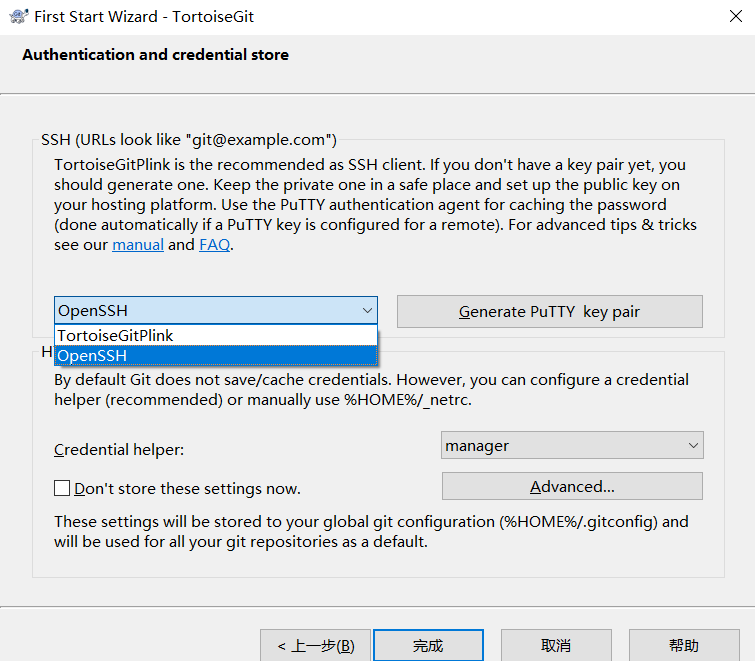 First Start Wizard - TortoiseGit
Authentication and credential store
SSH (URLs look like "git@example.com")
TortoiseGitPlink is the recommended as SSH client. If you don't have a key pair yet, you
should generate one. Keep the private one in a safe place and set up the public key on
your hosting platform. Use the PuTTY authentication agent for caching the password
(done automatically if a PuTTY key is configured for a remote). For advanced tips & tricks
see our manual and FAQ.
OpenSSH
Generate PuTTY  key pair
TortoiseGitPlink
OpenSSH
H
By default Git does not save/cache credentials. However, you can configure a credential
helper (recommended) or manually use %HOME%/_netrc.
Credential helper:
manager
Don't store these settings now.
Advanced...
These settings will be stored to your global git configuration (%HOME%/.gitconfig) and
will be used for all your git repositories as a default.
< 上一步(B)
完成
取消
帮助